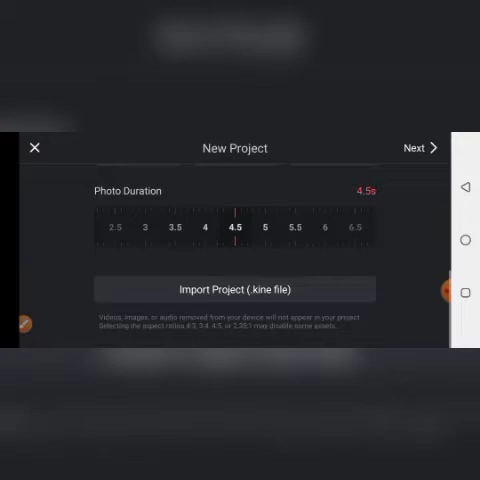 New Project
Next
Photo Duration
4.5s
2.5 3 3.5 4 4.5 5 5.5 6 6.5
Import Project (.kine file)
Videos, images, or audio removed from your device will not appear in your project
Selecting the aspect ratios 4:3, 3:4, 4:5, or 2.35:1 may disable some assets.